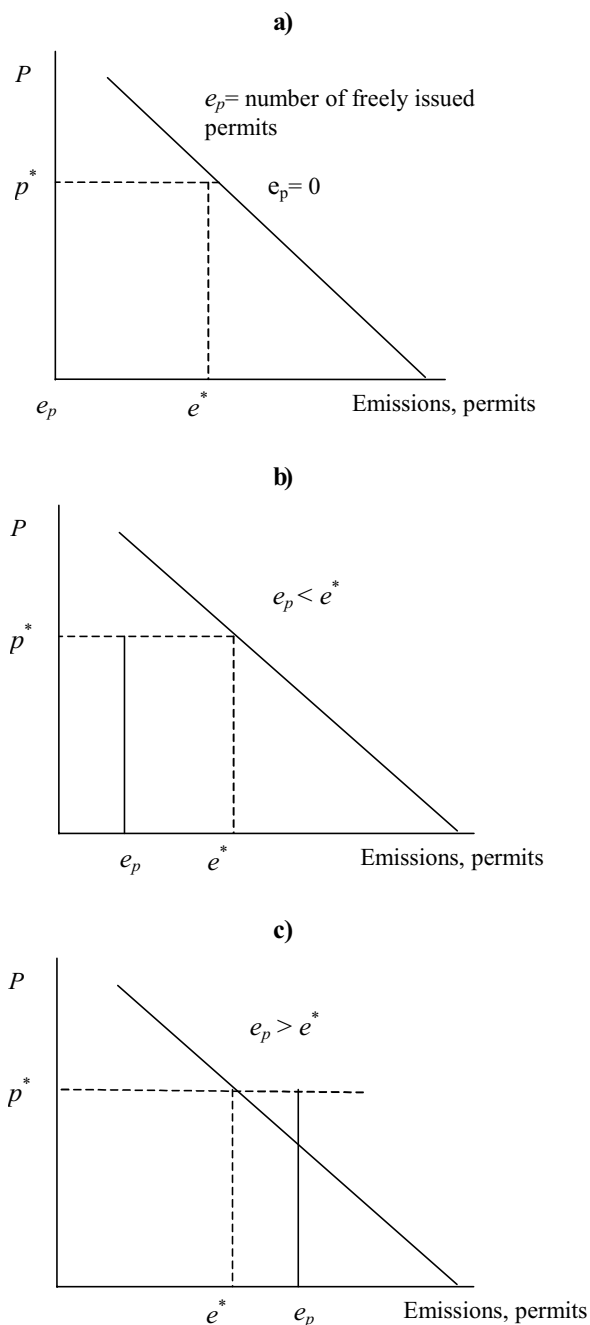 a)
P
e_p= number of freely issued
permits
p*
e_p= 0
e_p e* Emissions, permits
b)
P
e_p < e*
p*
e_p e* Emissions, permits
c)
P
e_p > e*
p*
e* e_p Emissions, permits